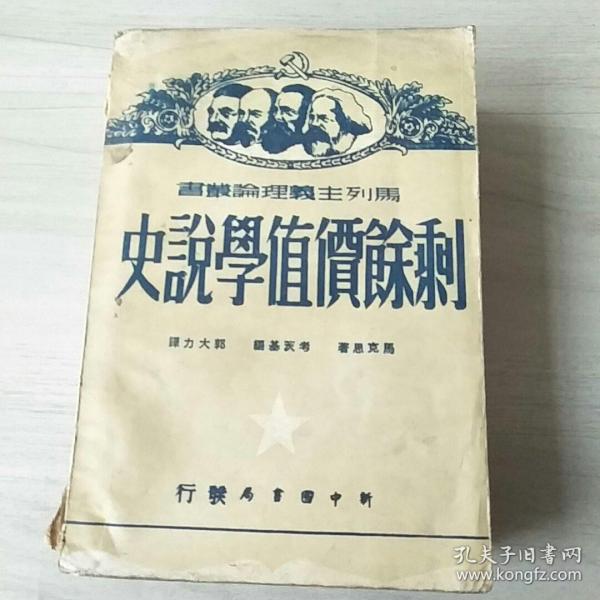 馬列主義理論叢書
剩餘價值學說史
馬克思著 考茨基編 郭大力譯
新中國書局發行
孔夫子旧书网
www.kongfz.com